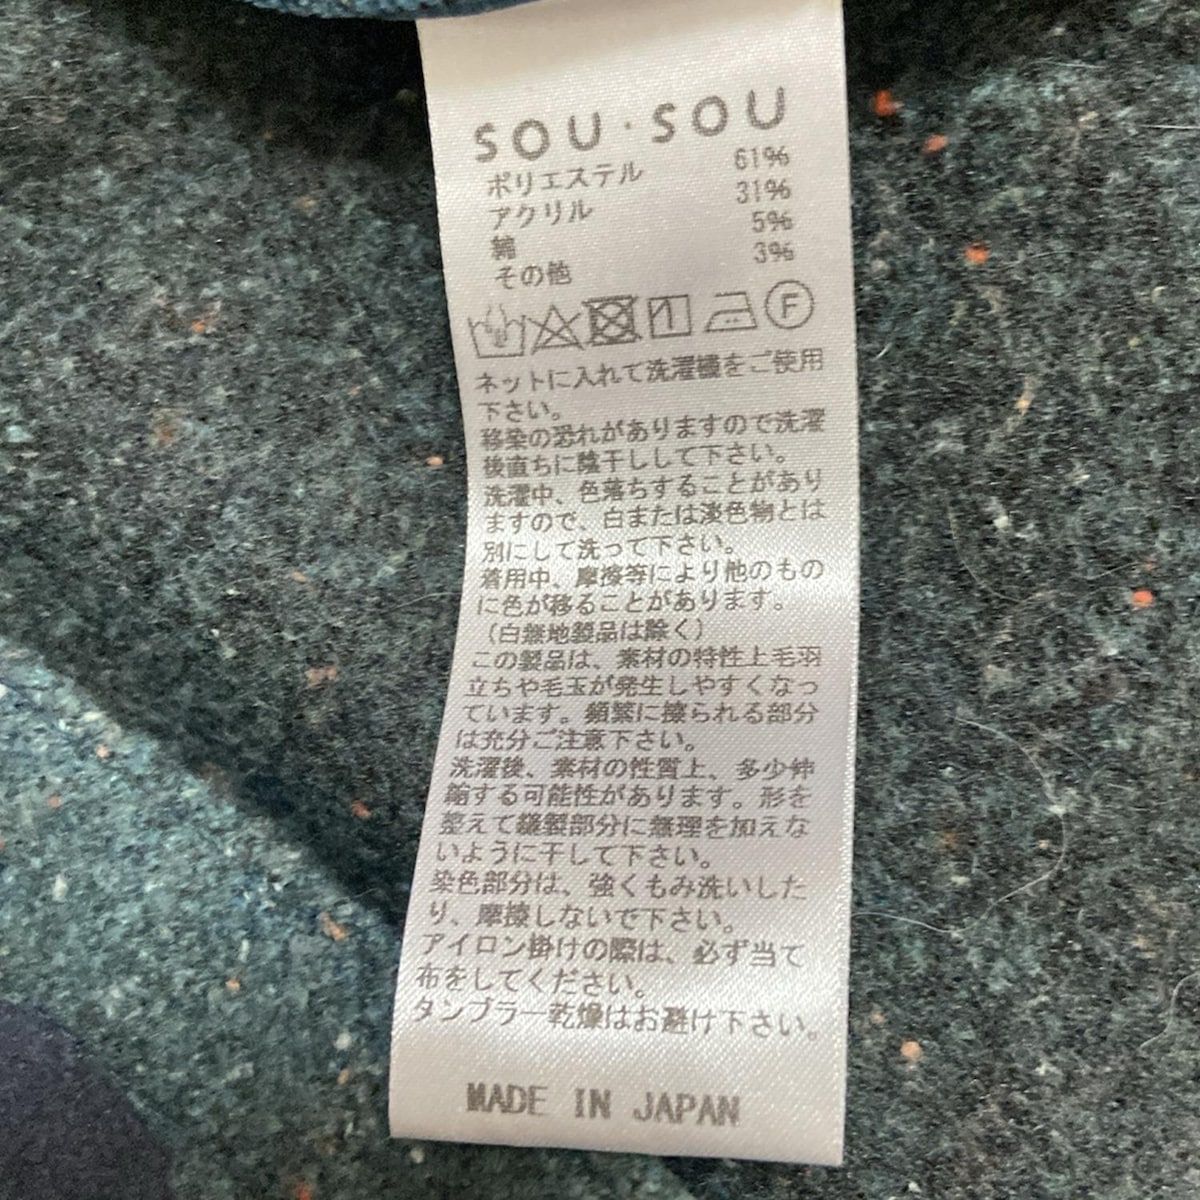 SOU・SOU
ポリエステル 61%
アクリル 31%
綿 5%
その他 3%
F
ネットに入れて洗濯機をご使用
下さい。
移染の恐れがありますので洗濯
後直ちに陰干しして下さい。
洗濯中、色落ちすることがあり
ますので、白または淡色物とは
別にして洗って下さい。
着用中、摩擦等により他のもの
に色が移ることがあります。
(白無地製品は除く)
この製品は、素材の特性上毛羽
立ちや毛玉が発生しやすくなっ
ています。頻繁に擦られる部分
は充分ご注意下さい。
洗濯後、素材の性質上、多少伸
縮する可能性があります。形を
整えて縫製部分に無理を加えな
いように干して下さい。
染色部分は、強くもみ洗いした
り、摩擦しないで下さい。
アイロン掛けの際は、必ず当て
布をしてください。
タンブラー乾燥はお避け下さい。
MADE IN JAPAN